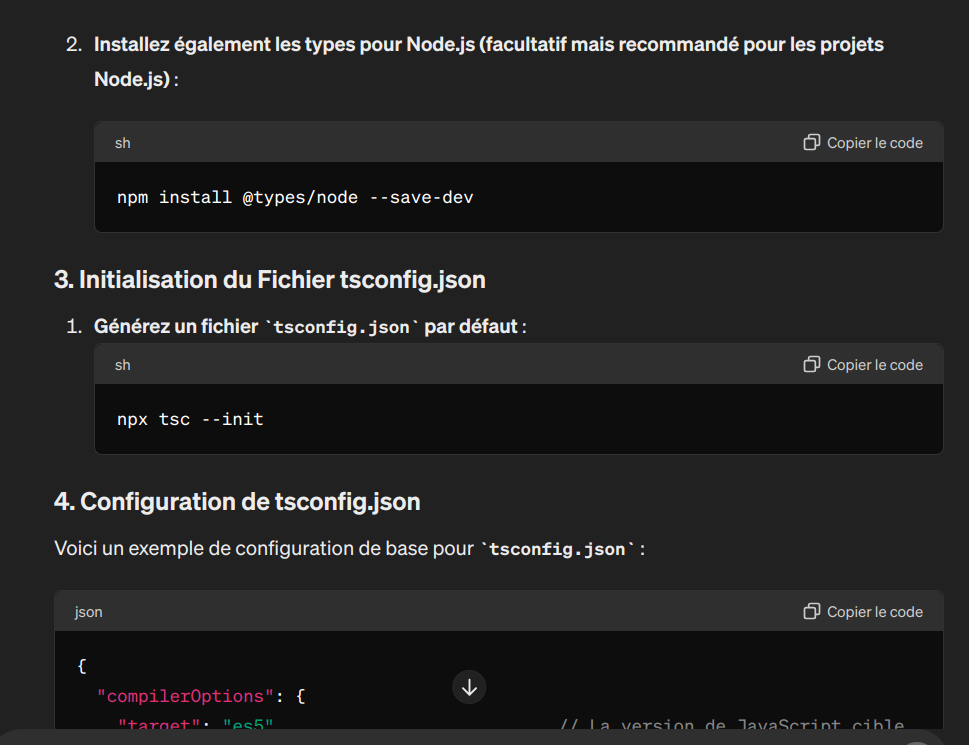 2. Installez également les types pour Node.js (facultatif mais recommandé pour les projets
Node.js) :
sh
Copier le code
npm install @types/node --save-dev
3. Initialisation du Fichier tsconfig.json
1. Générez un fichier `tsconfig.json` par défaut :
sh
Copier le code
npx tsc --init
4. Configuration de tsconfig.json
Voici un exemple de configuration de base pour `tsconfig.json` :
json
Copier le code
{
"compilerOptions": {
"target": "es5" // La version de JavaScript cible